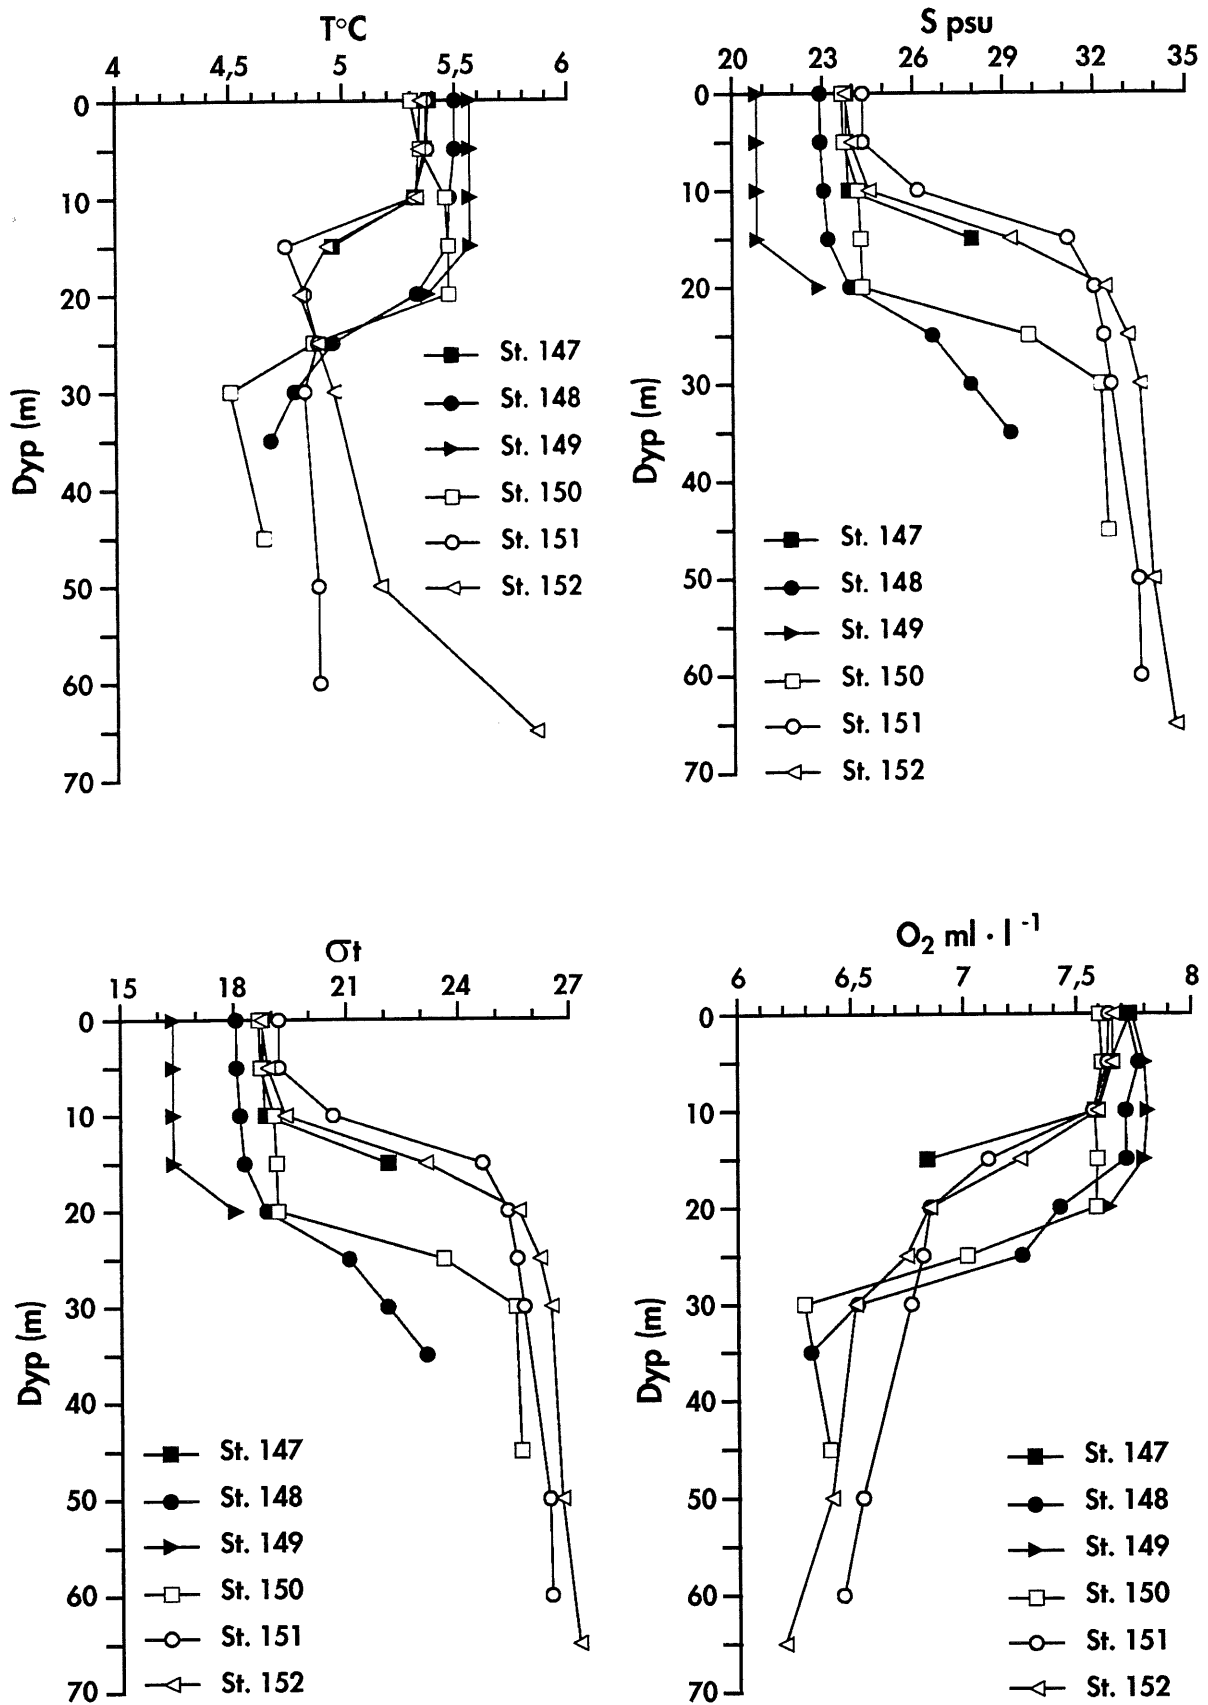 T°C
4 4,5 5 5,5 6
0
10
20
30
40
50
60
70
Dyp (m)
St. 147
St. 148
St. 149
St. 150
St. 151
St. 152
S psu
20 23 26 29 32 35
0
10
20
30
40
50
60
70
Dyp (m)
St. 147
St. 148
St. 149
St. 150
St. 151
St. 152
σt
15 18 21 24 27
0
10
20
30
40
50
60
70
Dyp (m)
St. 147
St. 148
St. 149
St. 150
St. 151
St. 152
O₂ ml · l⁻¹
6 6,5 7 7,5 8
0
10
20
30
40
50
60
70
Dyp (m)
St. 147
St. 148
St. 149
St. 150
St. 151
St. 152